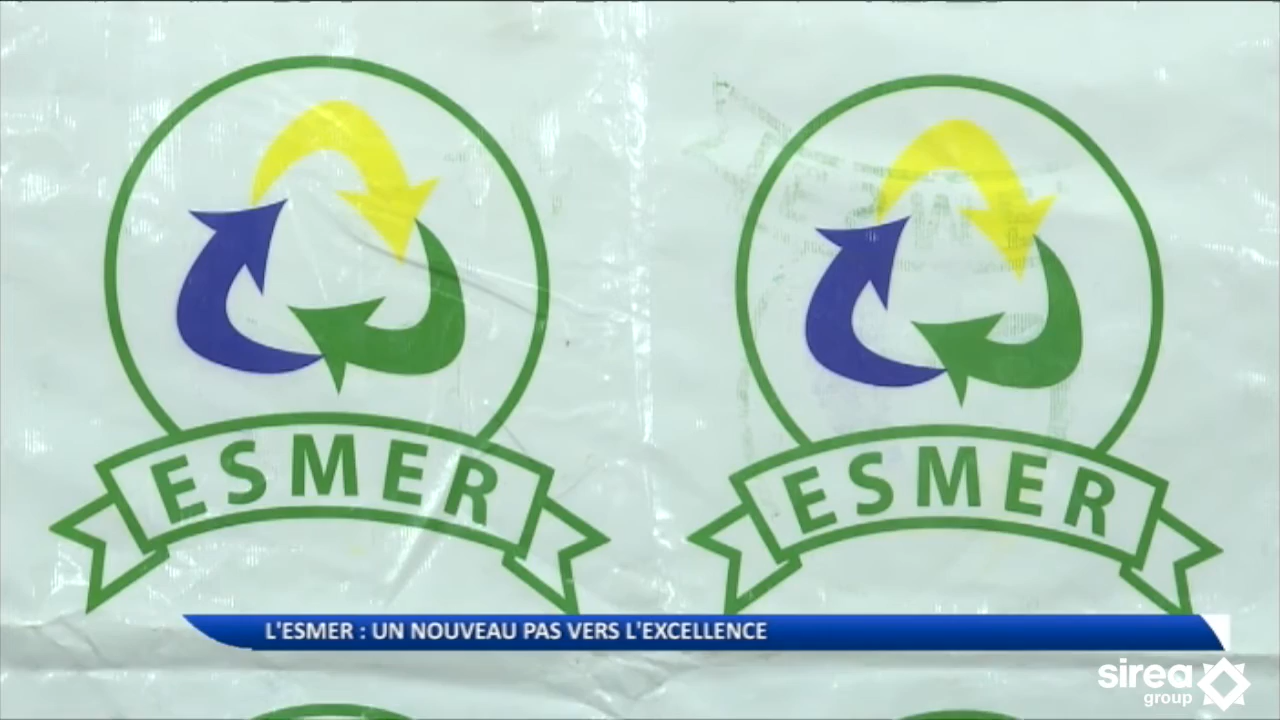 ESMER
ESMER
L'ESMER : UN NOUVEAU PAS VERS L'EXCELLENCE
sirea
group